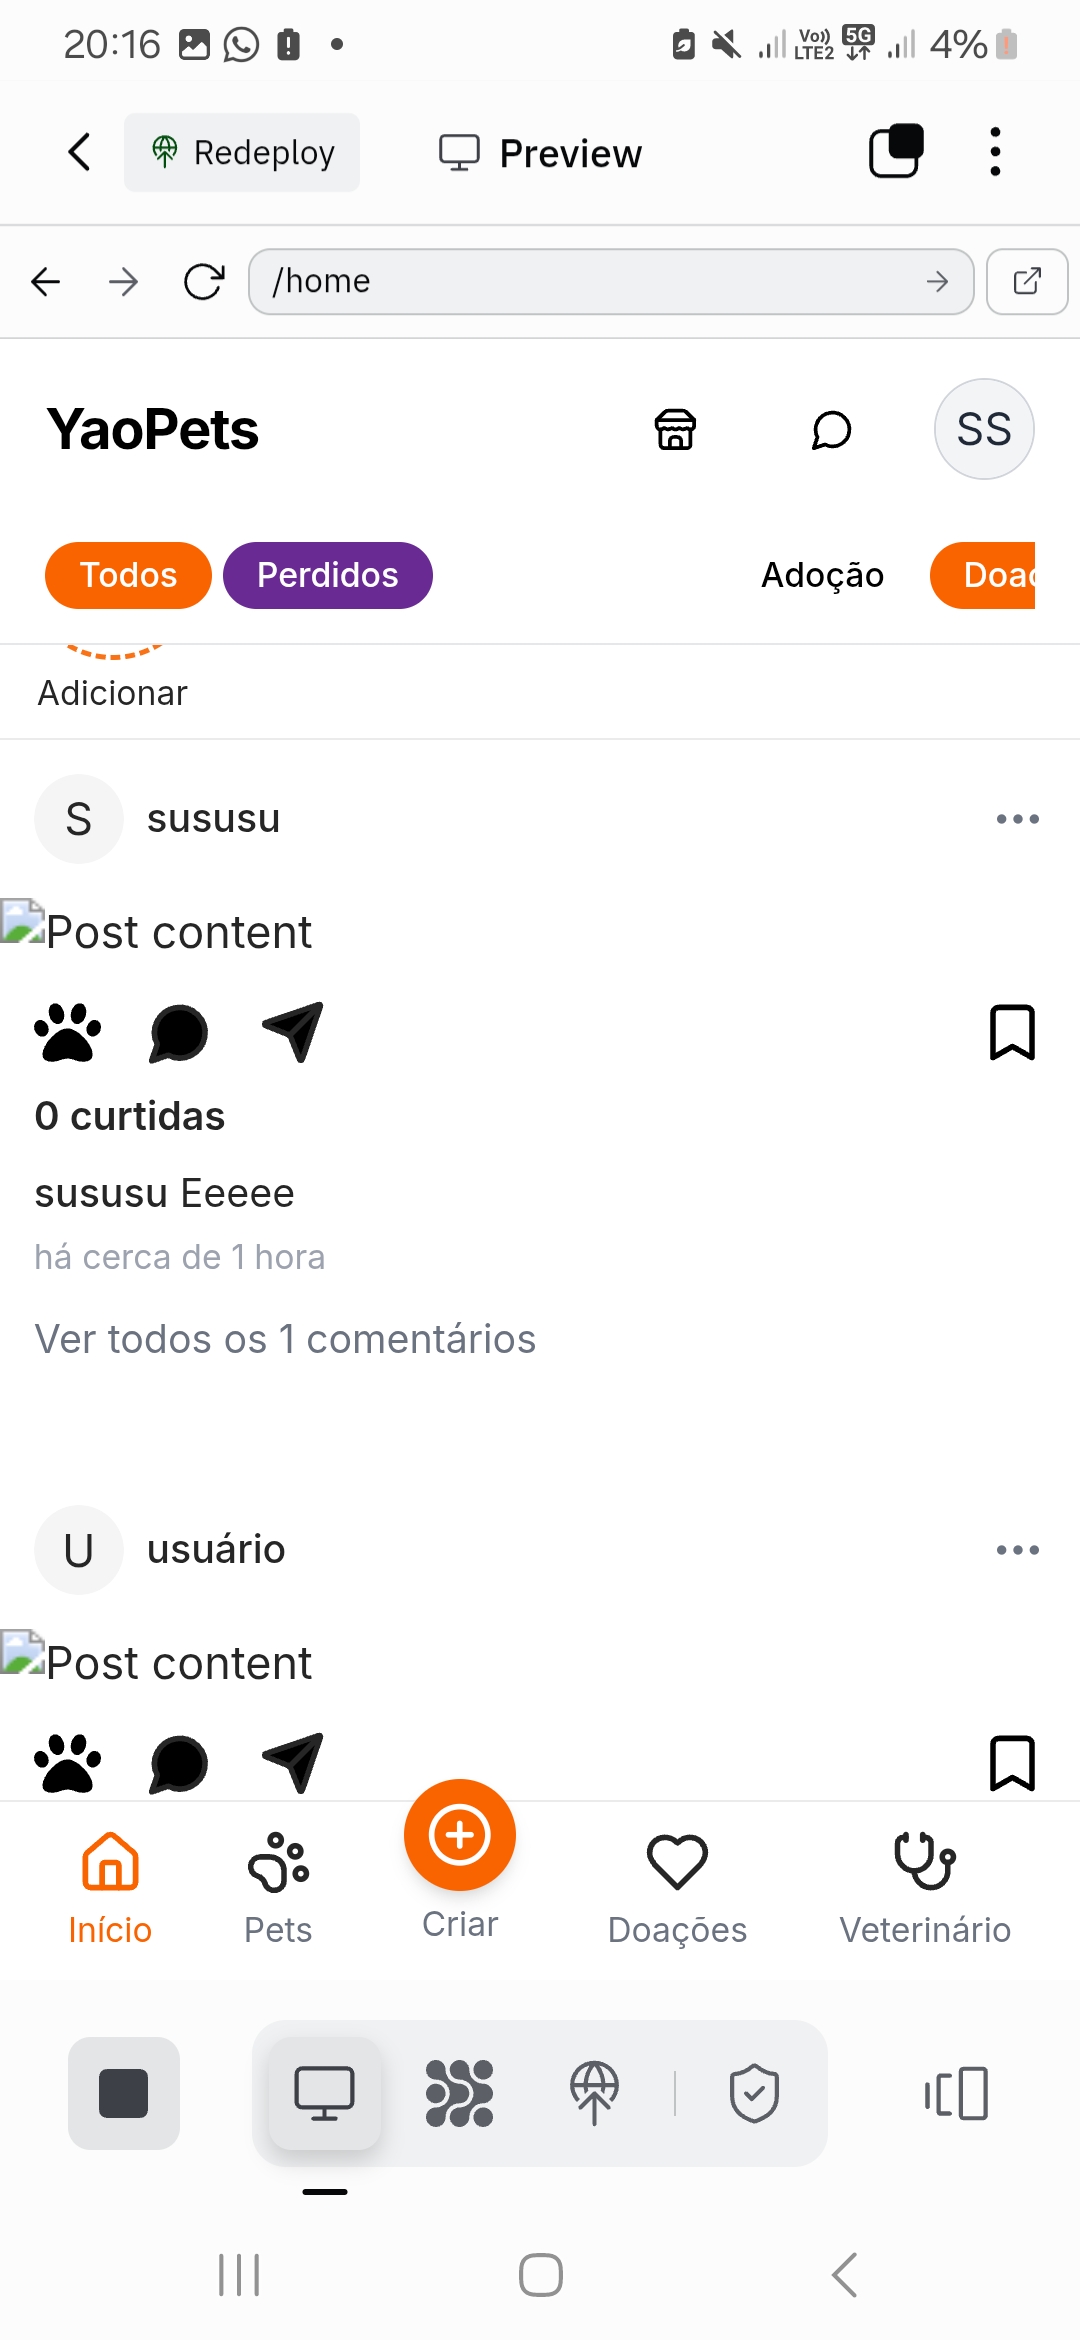 20:16
Vo))
LTE2
5G
4%
Redeploy
Preview
/home
YaoPets
SS
Todos
Perdidos
Adoção
Doac
Adicionar
S
sususu
Post content
0 curtidas
sususu Eeeee
há cerca de 1 hora
Ver todos os 1 comentários
U
usuário
Post content
Início
Pets
Criar
Doações
Veterinário